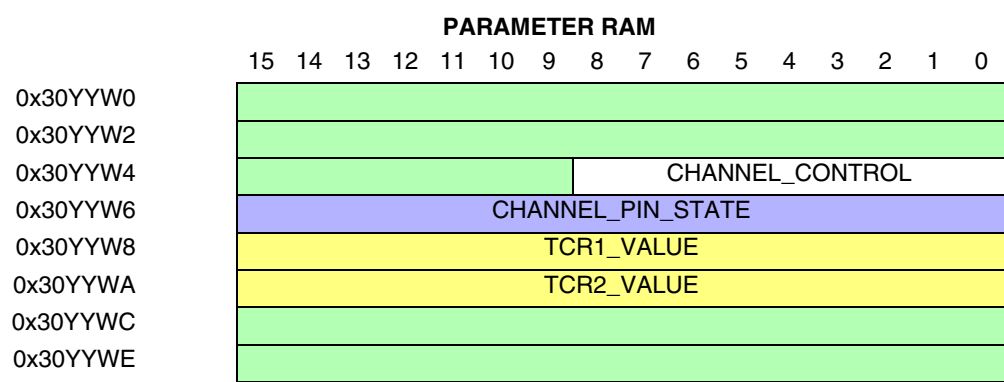 PARAMETER RAM
15 14 13 12 11 10 9 8 7 6 5 4 3 2 1 0
0x30YYW0
0x30YYW2
0x30YYW4 CHANNEL_CONTROL
0x30YYW6 CHANNEL_PIN_STATE
0x30YYW8 TCR1_VALUE
0x30YYWA TCR2_VALUE
0x30YYWC
0x30YYWE